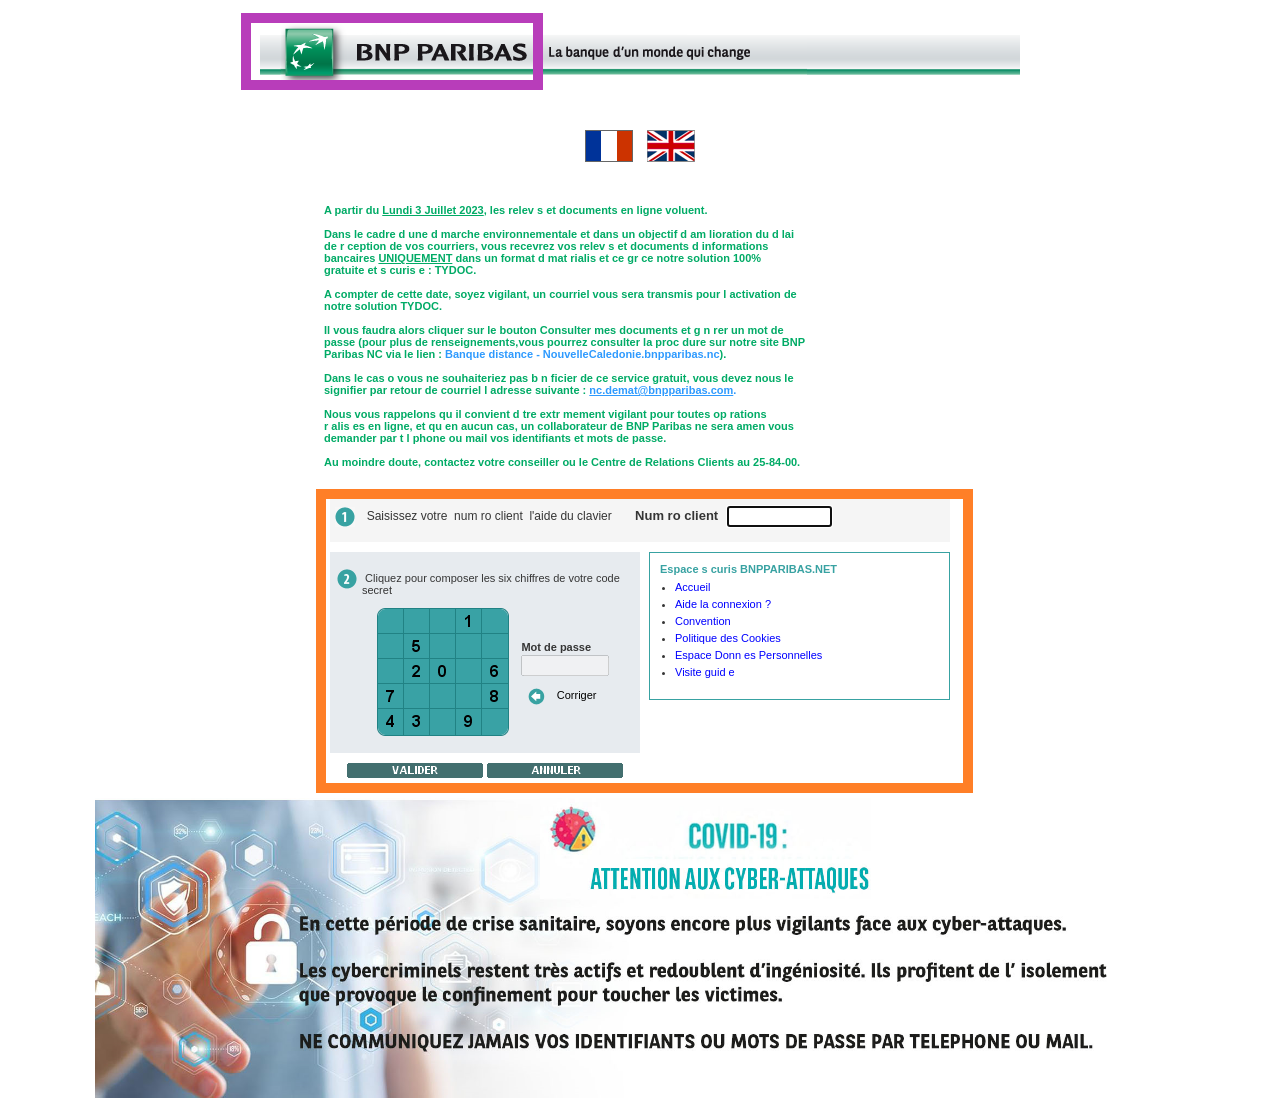 BNP PARIBAS
La banque d'un monde qui change
A partir du Lundi 3 Juillet 2023, les relev s et documents en ligne voluent.
Dans le cadre d une d marche environnementale et dans un objectif d am lioration du d lai
de r ception de vos courriers, vous recevrez vos relev s et documents d informations
bancaires UNIQUEMENT dans un format d mat rialis et ce gr ce notre solution 100%
gratuite et s curis e : TYDOC.
A compter de cette date, soyez vigilant, un courriel vous sera transmis pour l activation de
notre solution TYDOC.
Il vous faudra alors cliquer sur le bouton Consulter mes documents et g n rer un mot de
passe (pour plus de renseignements,vous pourrez consulter la proc dure sur notre site BNP
Paribas NC via le lien : Banque distance - NouvelleCaledonie.bnpparibas.nc).
Dans le cas o vous ne souhaiteriez pas b n ficier de ce service gratuit, vous devez nous le
signifier par retour de courriel l adresse suivante : nc.demat@bnpparibas.com.
Nous vous rappelons qu il convient d tre extr mement vigilant pour toutes op rations
r alis es en ligne, et qu en aucun cas, un collaborateur de BNP Paribas ne sera amen vous
demander par t l phone ou mail vos identifiants et mots de passe.
Au moindre doute, contactez votre conseiller ou le Centre de Relations Clients au 25-84-00.
1 Saisissez votre num ro client l'aide du clavier Num ro client
2 Cliquez pour composer les six chiffres de votre code
secret
1
5
2 0 6
7 8
4 3 9
Mot de passe
Corriger
VALIDER ANNULER
Espace s curis BNPPARIBAS.NET
Accueil
Aide la connexion ?
Convention
Politique des Cookies
Espace Donn es Personnelles
Visite guid e
COVID-19 :
ATTENTION AUX CYBER-ATTAQUES
En cette période de crise sanitaire, soyons encore plus vigilants face aux cyber-attaques.
Les cybercriminels restent très actifs et redoublent d'ingéniosité. Ils profitent de l' isolement
que provoque le confinement pour toucher les victimes.
NE COMMUNIQUEZ JAMAIS VOS IDENTIFIANTS OU MOTS DE PASSE PAR TELEPHONE OU MAIL.